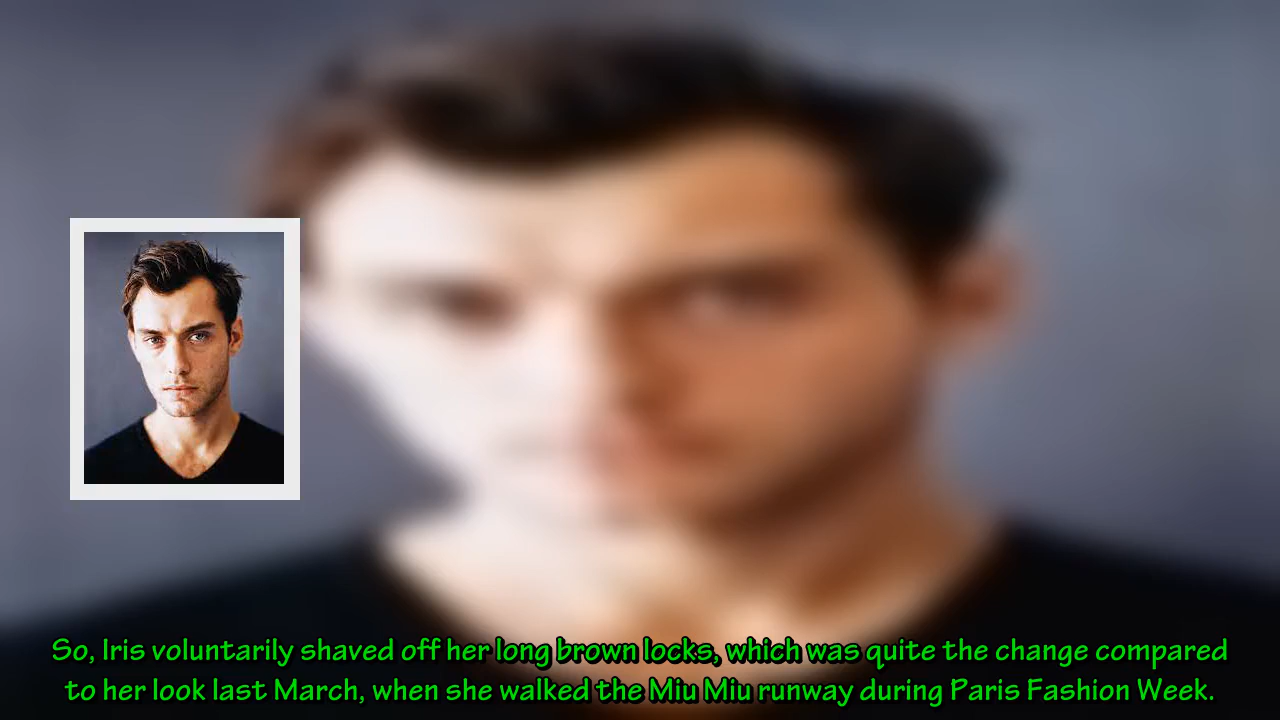 So, Iris voluntarily shaved off her long brown locks, which was quite the change compared
to her look last March, when she walked the Miu Miu runway during Paris Fashion Week.